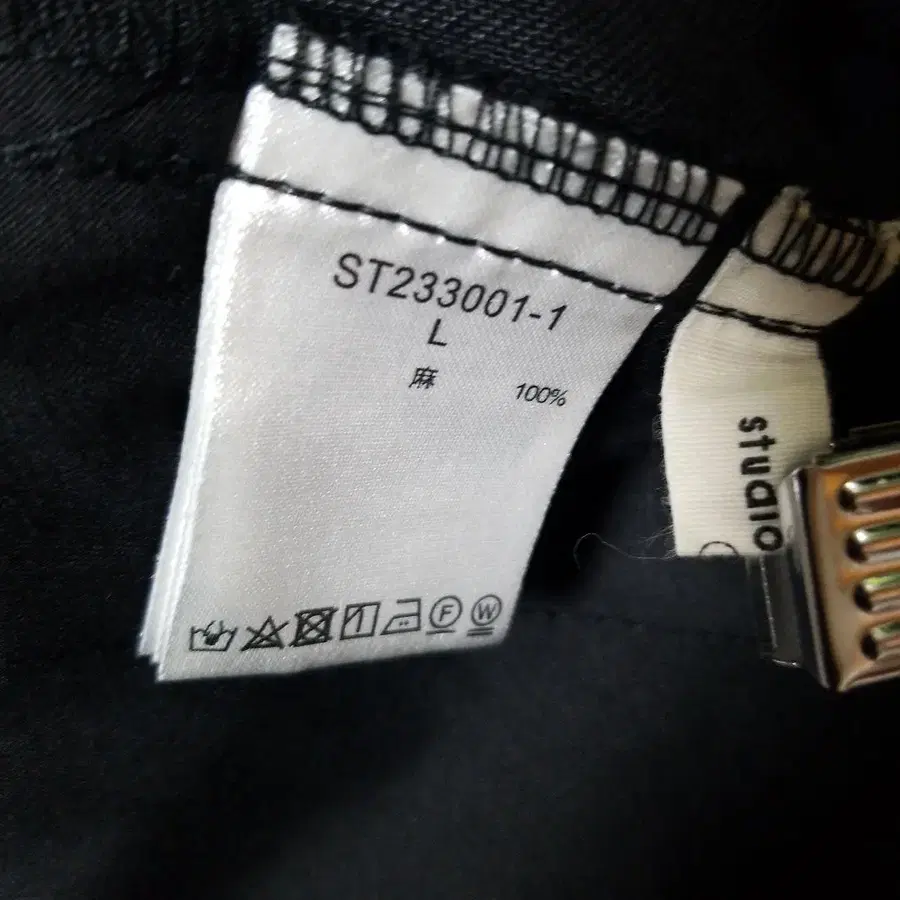 ST233001-1
L
麻 100%
F W
studio